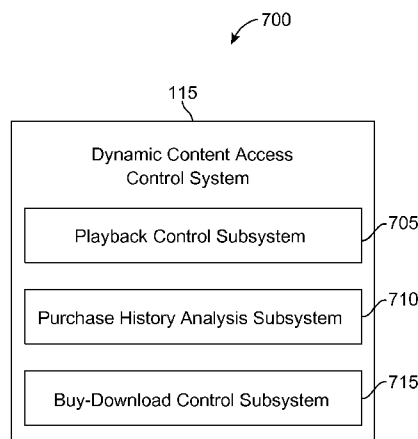 700
115
Dynamic Content Access
Control System
Playback Control Subsystem
705
Purchase History Analysis Subsystem
710
Buy-Download Control Subsystem
715